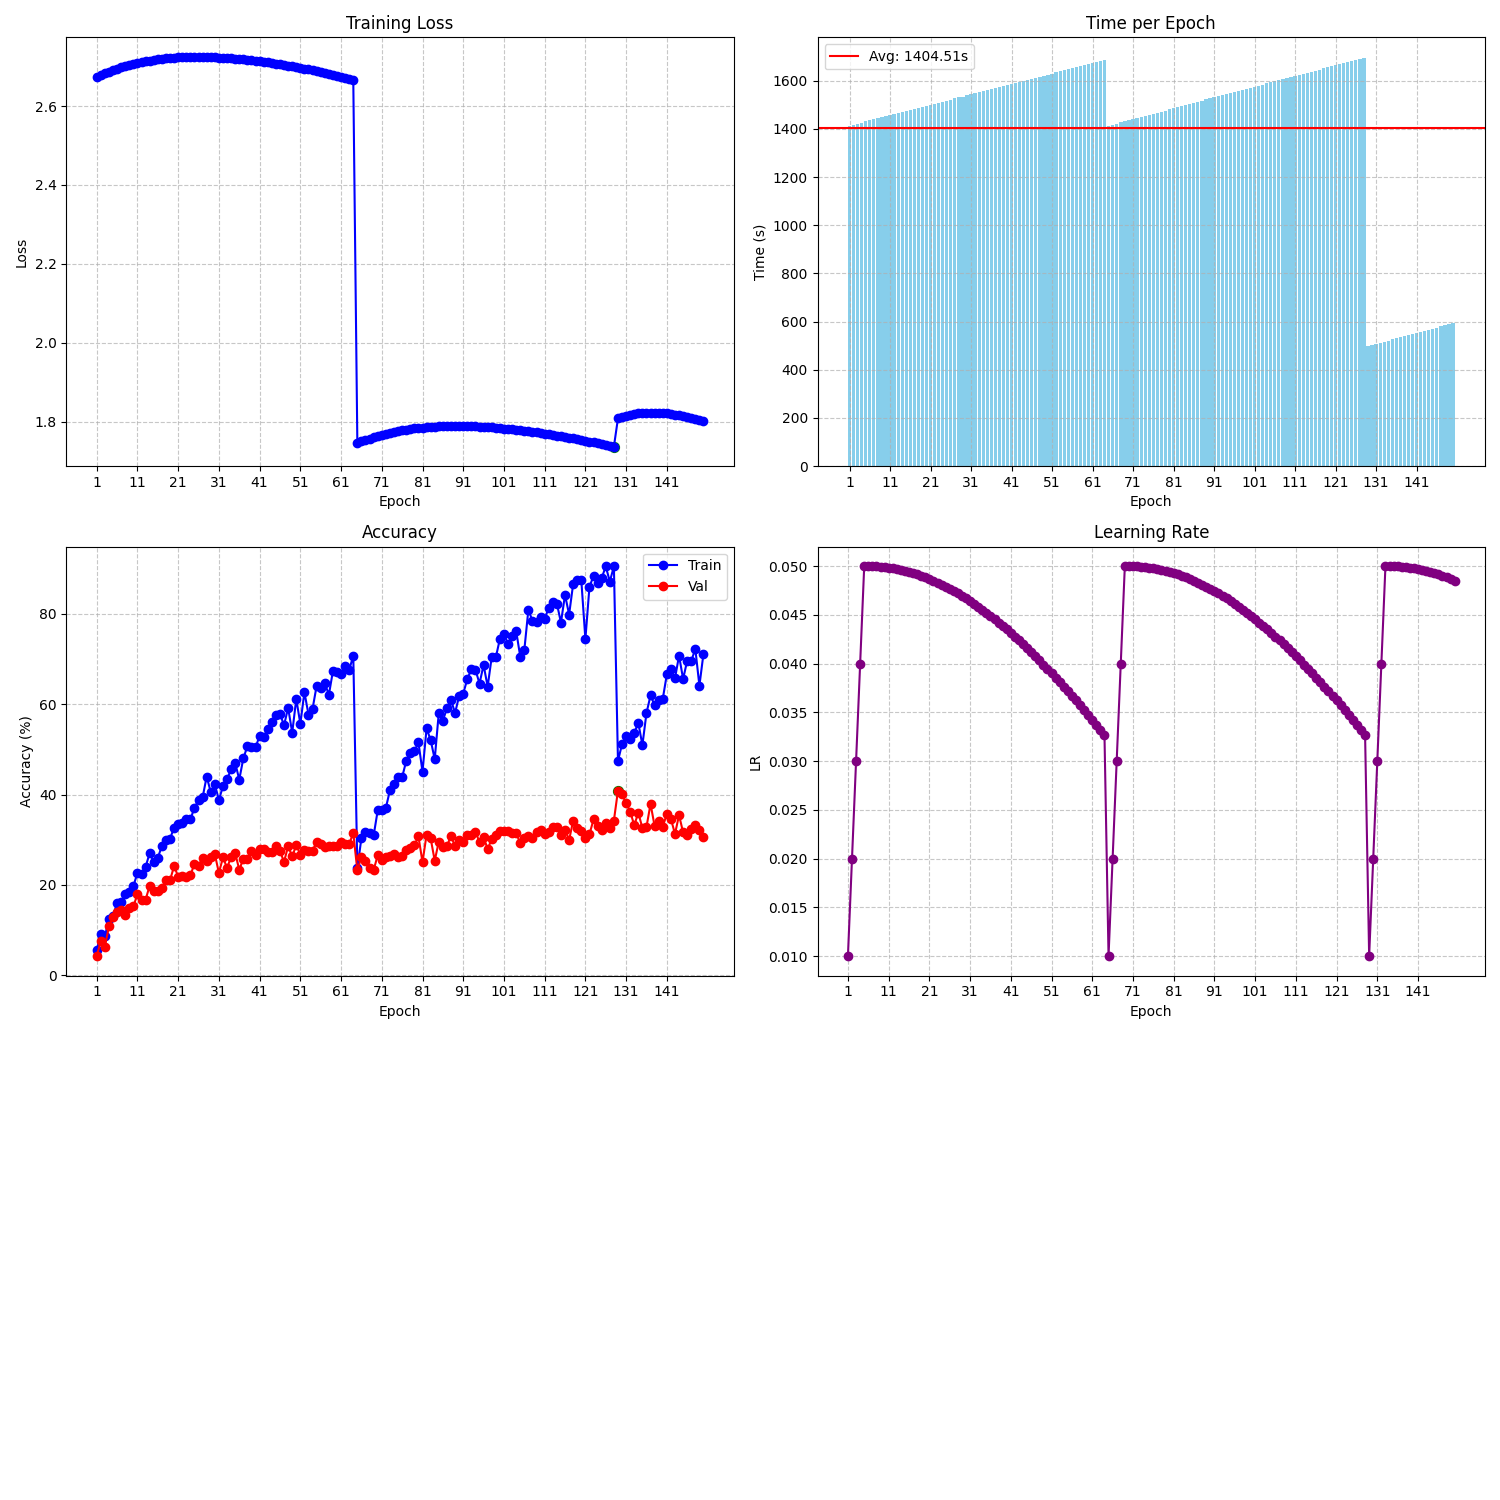 Training Loss
Loss
2.6
2.4
2.2
2.0
1.8
1 11 21 31 41 51 61 71 81 91 101 111 121 131 141
Epoch
Time per Epoch
Avg: 1404.51s
Time (s)
1600
1400
1200
1000
800
600
400
200
0
1 11 21 31 41 51 61 71 81 91 101 111 121 131 141
Epoch
Accuracy
Train
Val
Accuracy (%)
80
60
40
20
0
1 11 21 31 41 51 61 71 81 91 101 111 121 131 141
Epoch
Learning Rate
LR
0.050
0.045
0.040
0.035
0.030
0.025
0.020
0.015
0.010
1 11 21 31 41 51 61 71 81 91 101 111 121 131 141
Epoch